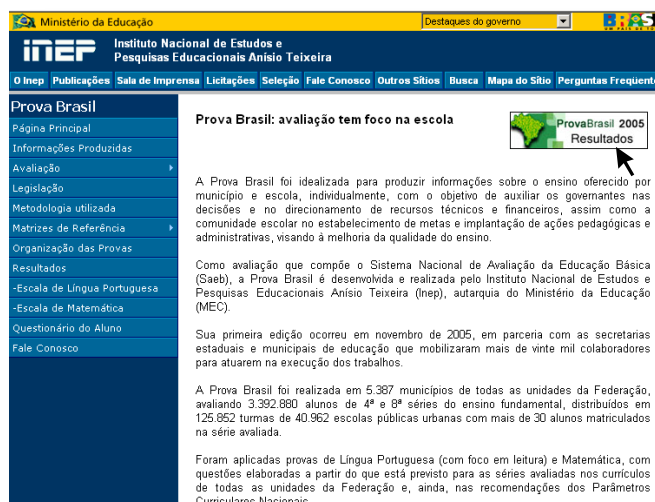 Ministério da Educação
Destaques do governo
BRAS
inep
Instituto Nacional de Estudos e
Pesquisas Educacionais Anísio Teixeira
O Inep Publicações Sala de Imprensa Licitações Seleção Fale Conosco Outros Sítios Busca Mapa do Sítio Perguntas Freqüent
Prova Brasil
Página Principal
Informações Produzidas
Avaliação
Legislação
Metodologia utilizada
Matrizes de Referência
Organização das Provas
Resultados
-Escala de Língua Portuguesa
-Escala de Matemática
Questionário do Aluno
Fale Conosco
Prova Brasil: avaliação tem foco na escola
ProvaBrasil 2005
Resultados
A Prova Brasil foi idealizada para produzir informações sobre o ensino oferecido por
município e escola, individualmente, com o objetivo de auxiliar os governantes nas
decisões e no direcionamento de recursos técnicos e financeiros, assim como a
comunidade escolar no estabelecimento de metas e implantação de ações pedagógicas e
administrativas, visando à melhoria da qualidade do ensino.
Como avaliação que compõe o Sistema Nacional de Avaliação da Educação Básica
(Saeb), a Prova Brasil é desenvolvida e realizada pelo Instituto Nacional de Estudos e
Pesquisas Educacionais Anísio Teixeira (Inep), autarquia do Ministério da Educação
(MEC).
Sua primeira edição ocorreu em novembro de 2005, em parceria com as secretarias
estaduais e municipais de educação que mobilizaram mais de vinte mil colaboradores
para atuarem na execução dos trabalhos.
A Prova Brasil foi realizada em 5.387 municípios de todas as unidades da Federação,
avaliando 3.392.880 alunos de 4ª e 8ª séries do ensino fundamental, distribuídos em
125.852 turmas de 40.962 escolas públicas urbanas com mais de 30 alunos matriculados
na série avaliada.
Foram aplicadas provas de Língua Portuguesa (com foco em leitura) e Matemática, com
questões elaboradas a partir do que está previsto para as séries avaliadas nos currículos
de todas as unidades da Federação e, ainda, nas recomendações dos Parâmetros
Curriculares Nacionais.